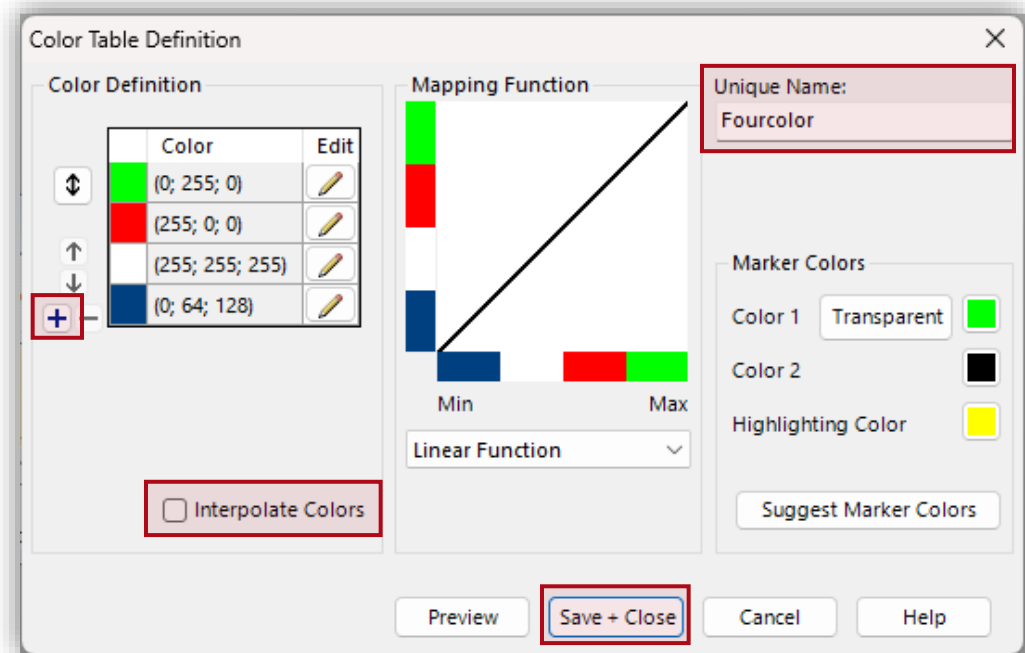 Color Table Definition
Color Definition
Color Edit
(0; 255; 0)
(255; 0; 0)
(255; 255; 255)
(0; 64; 128)
Interpolate Colors
Mapping Function
Min Max
Linear Function
Unique Name:
Fourcolor
Marker Colors
Color 1 Transparent
Color 2
Highlighting Color
Suggest Marker Colors
Preview Save + Close Cancel Help